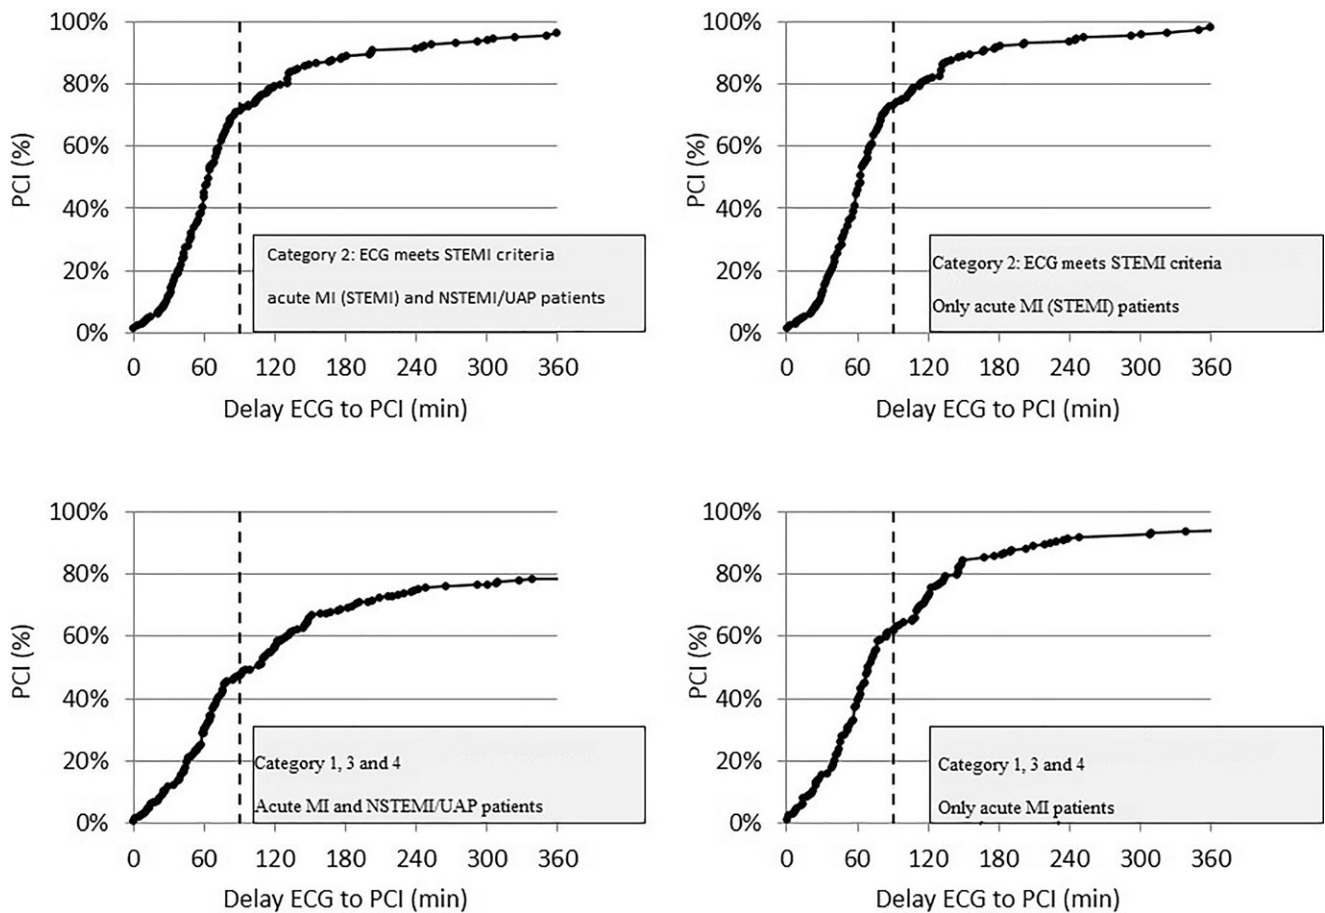 100%
80%
60%
40%
20%
0%
PCI (%)
0 60 120 180 240 300 360
Delay ECG to PCI (min)
Category 2: ECG meets STEMI criteria
acute MI (STEMI) and NSTEMI/UAP patients
100%
80%
60%
40%
20%
0%
PCI (%)
0 60 120 180 240 300 360
Delay ECG to PCI (min)
Category 2: ECG meets STEMI criteria
Only acute MI (STEMI) patients
100%
80%
60%
40%
20%
0%
PCI (%)
0 60 120 180 240 300 360
Delay ECG to PCI (min)
Category 1, 3 and 4
Acute MI and NSTEMI/UAP patients
100%
80%
60%
40%
20%
0%
PCI (%)
0 60 120 180 240 300 360
Delay ECG to PCI (min)
Category 1, 3 and 4
Only acute MI patients